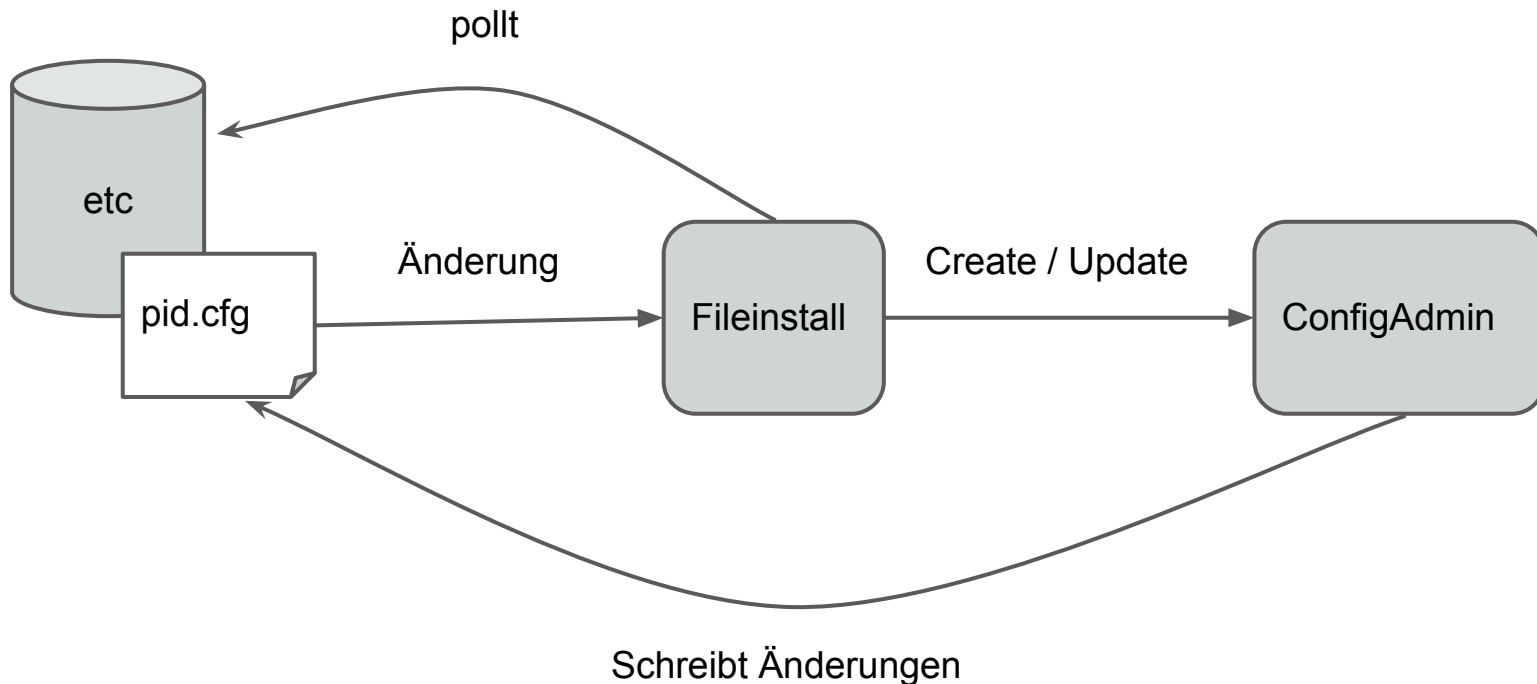 pollt
etc
Änderung
Create / Update
pid.cfg
Fileinstall
ConfigAdmin
Schreibt Änderungen